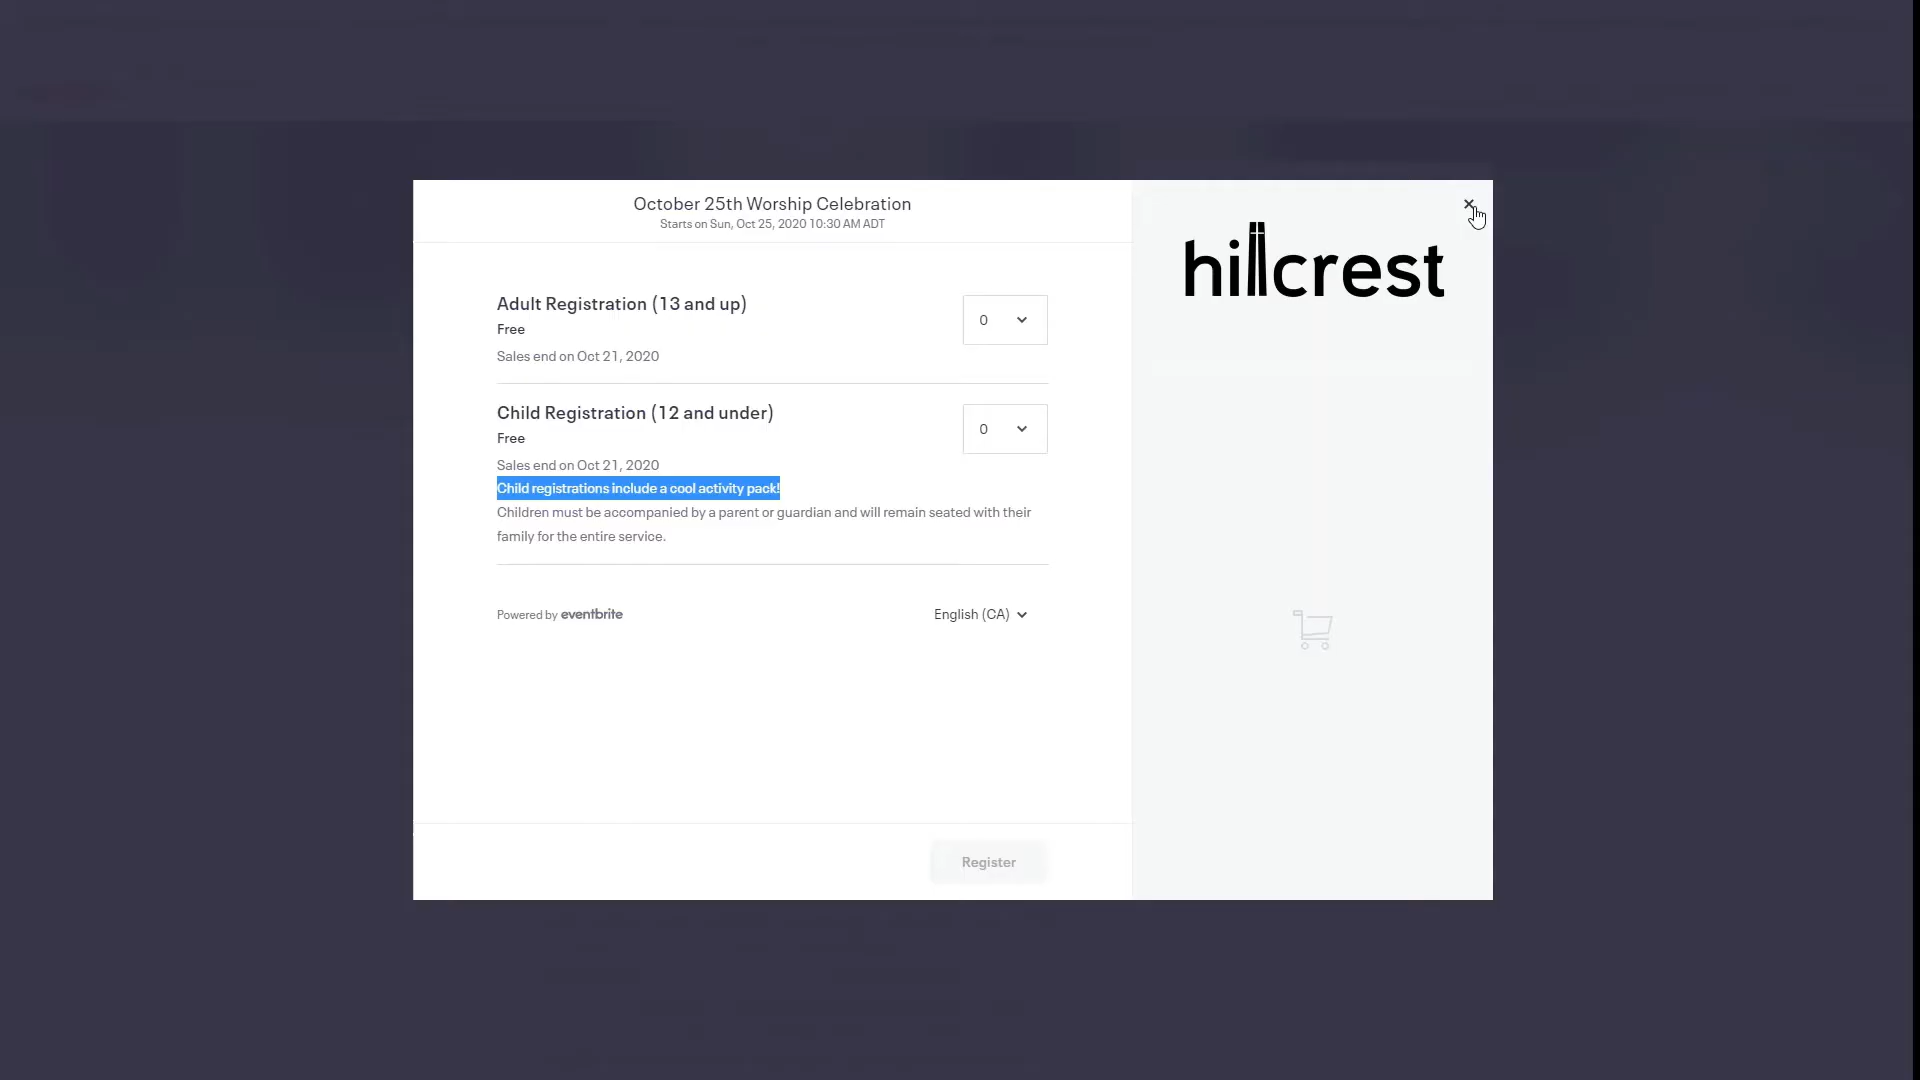 October 25th Worship Celebration
Starts on Sun, Oct 25, 2020 10:30 AM ADT
hillcrest
Adult Registration (13 and up)
0
Free
Sales end on Oct 21, 2020
Child Registration (12 and under)
0
Free
Sales end on Oct 21, 2020
Child registrations include a cool activity pack!
Children must be accompanied by a parent or guardian and will remain seated with their
family for the entire service.
Powered by eventbrite
English (CA)
Register